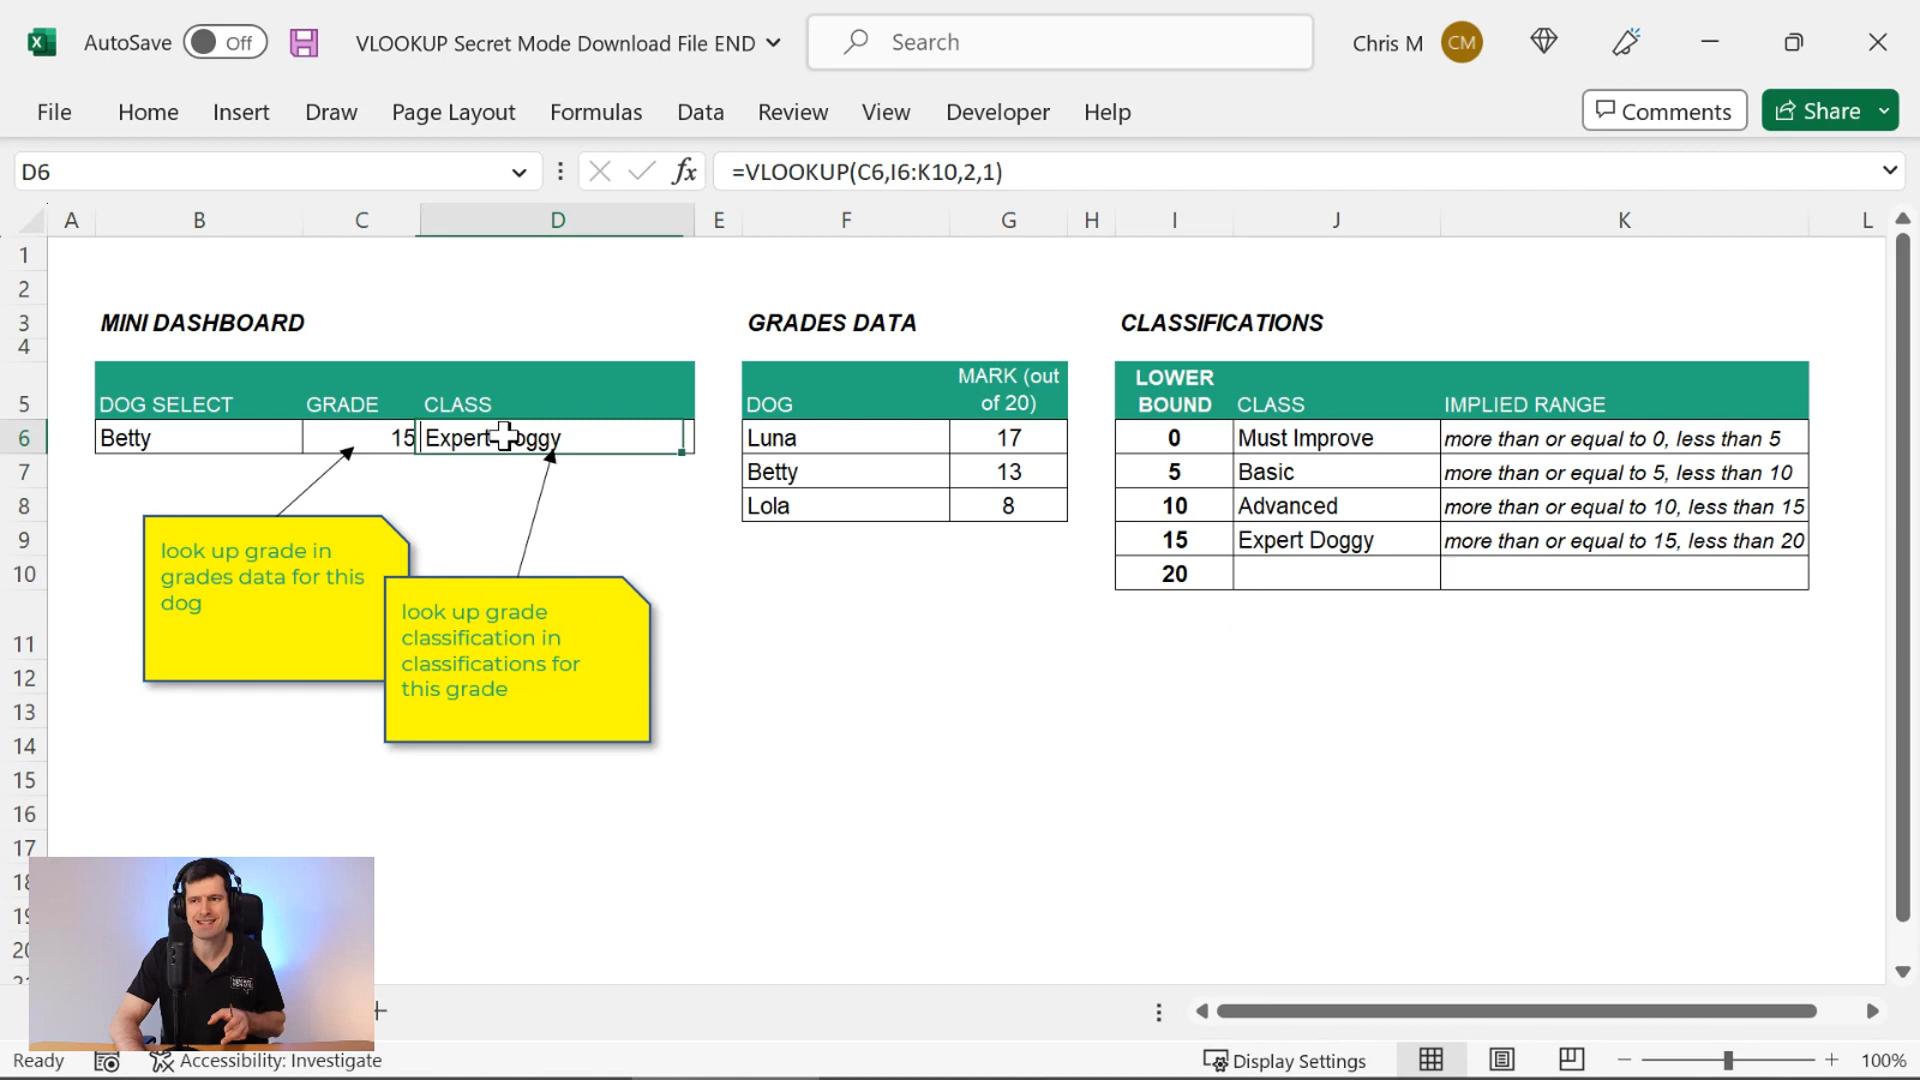 AutoSave Off VLOOKUP Secret Mode Download File END Search Chris M CM
File Home Insert Draw Page Layout Formulas Data Review View Developer Help Comments Share
D6 fx =VLOOKUP(C6,I6:K10,2,1)
A B C D E F G H I J K L
1
2
3 MINI DASHBOARD GRADES DATA CLASSIFICATIONS
4
MARK (out LOWER
5 DOG SELECT GRADE CLASS DOG of 20) BOUND CLASS IMPLIED RANGE
6 Betty 15 Expert Doggy Luna 17 0 Must Improve more than or equal to 0, less than 5
7 Betty 13 5 Basic more than or equal to 5, less than 10
8 Lola 8 10 Advanced more than or equal to 10, less than 15
9 15 Expert Doggy more than or equal to 15, less than 20
10 20
look up grade in
grades data for this
dog
look up grade
classification in
classifications for
this grade
11
12
13
14
15
16
17
18
19
20
Ready Accessibility: Investigate Display Settings 100%